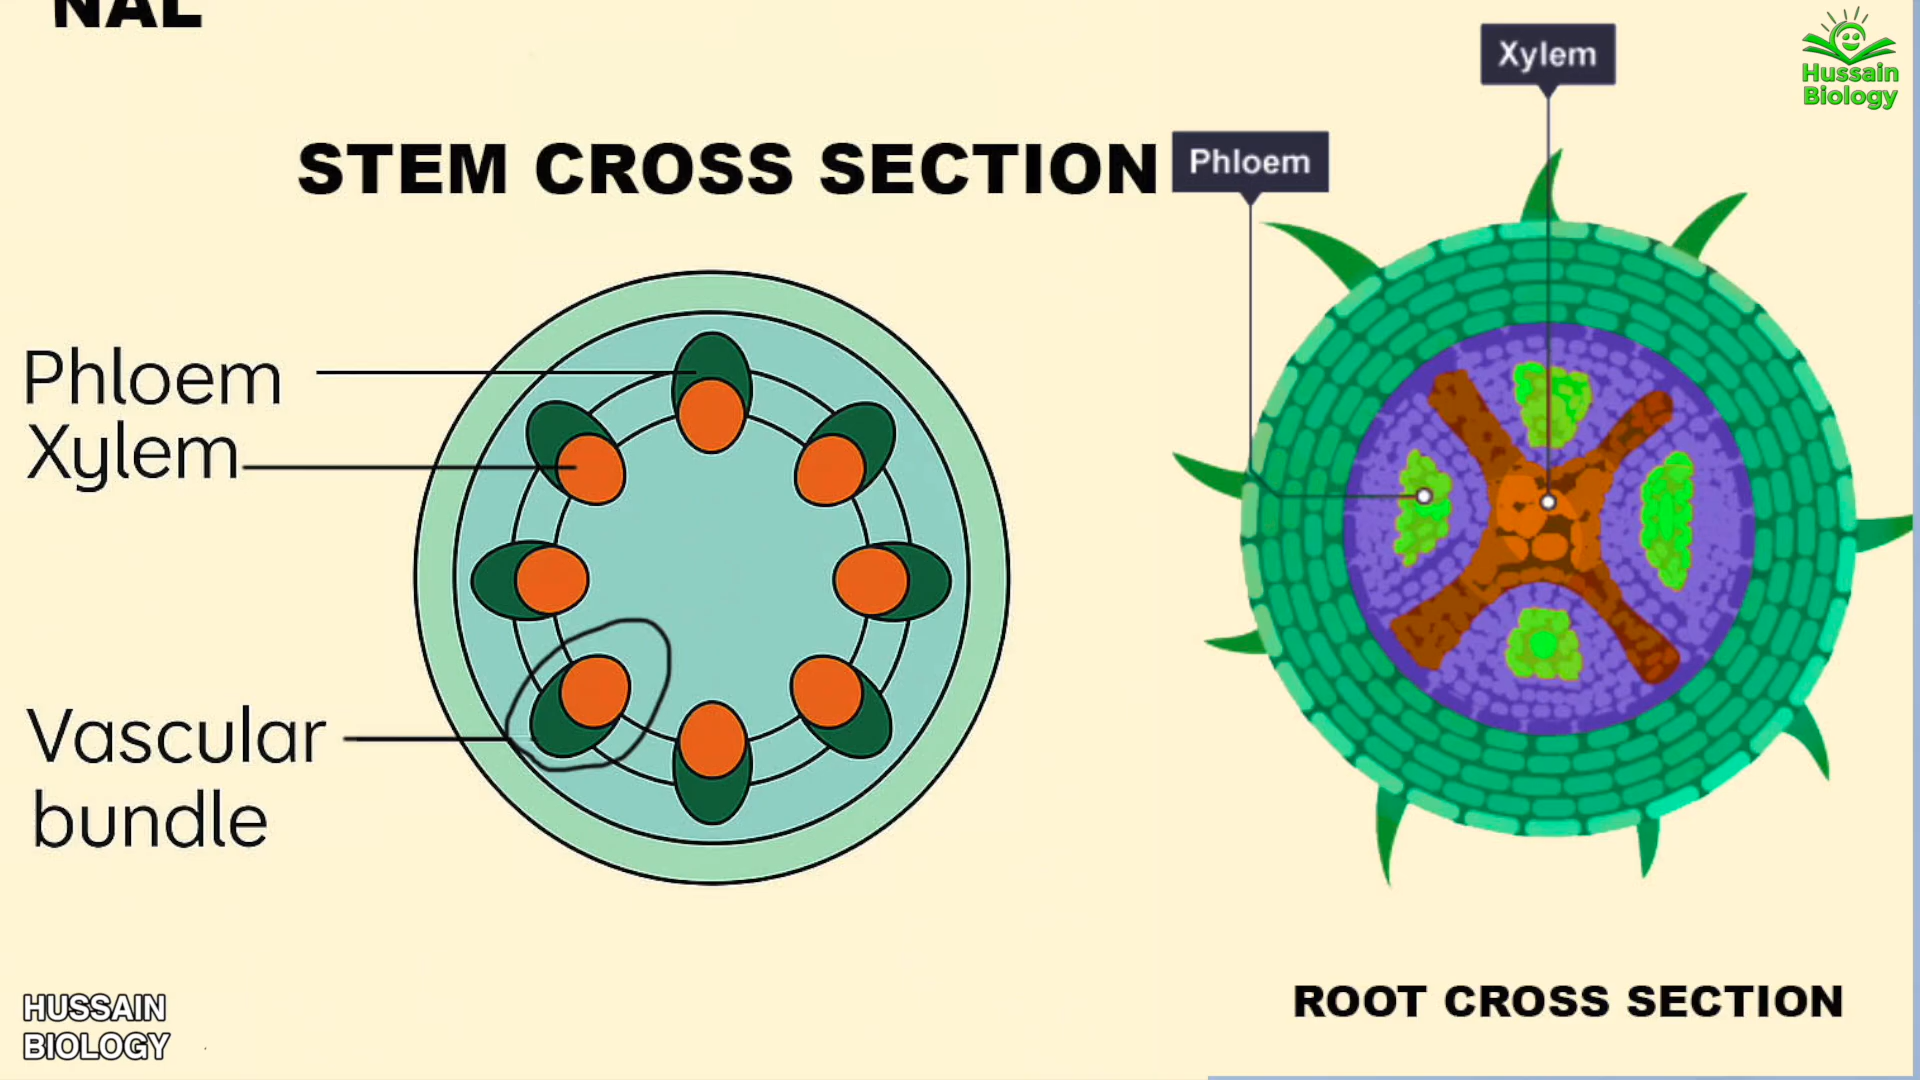 NAL
Xylem
Hussain
Biology
STEM CROSS SECTION
Phloem
Phloem
Xylem
Vascular
bundle
HUSSAIN
BIOLOGY
ROOT CROSS SECTION